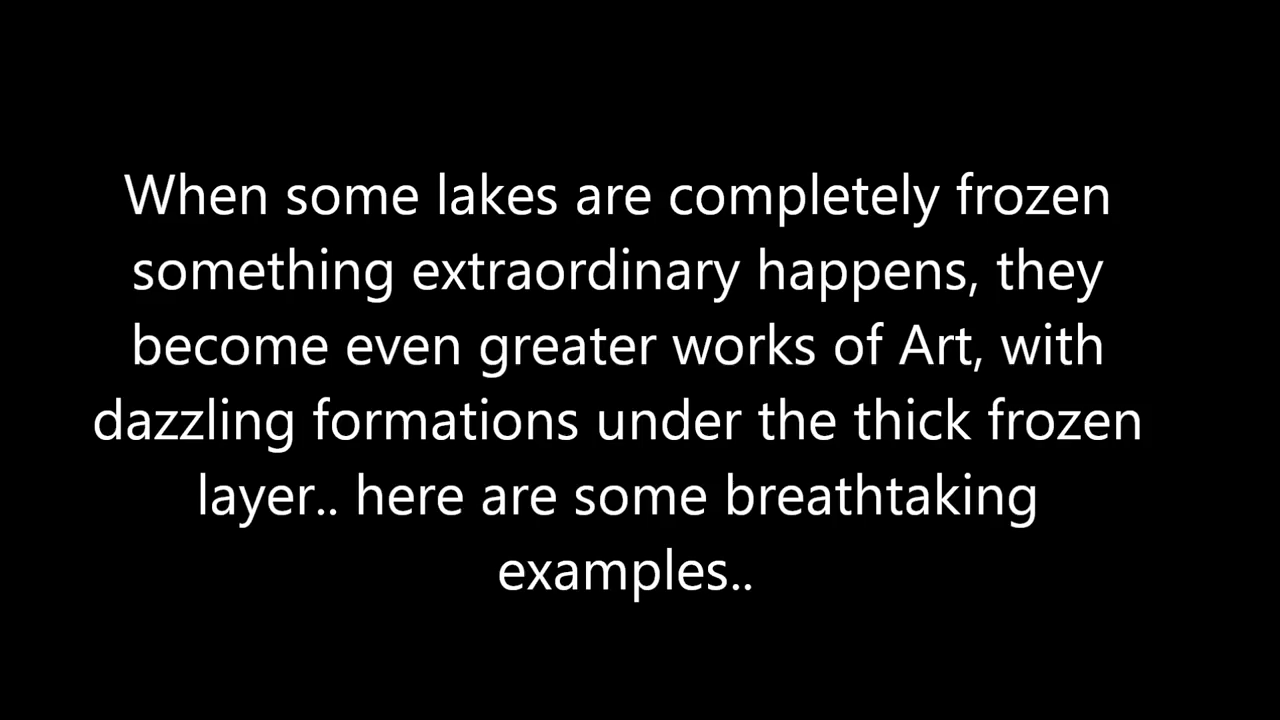 When some lakes are completely frozen
something extraordinary happens, they
become even greater works of Art, with
dazzling formations under the thick frozen
layer.. here are some breathtaking
examples..